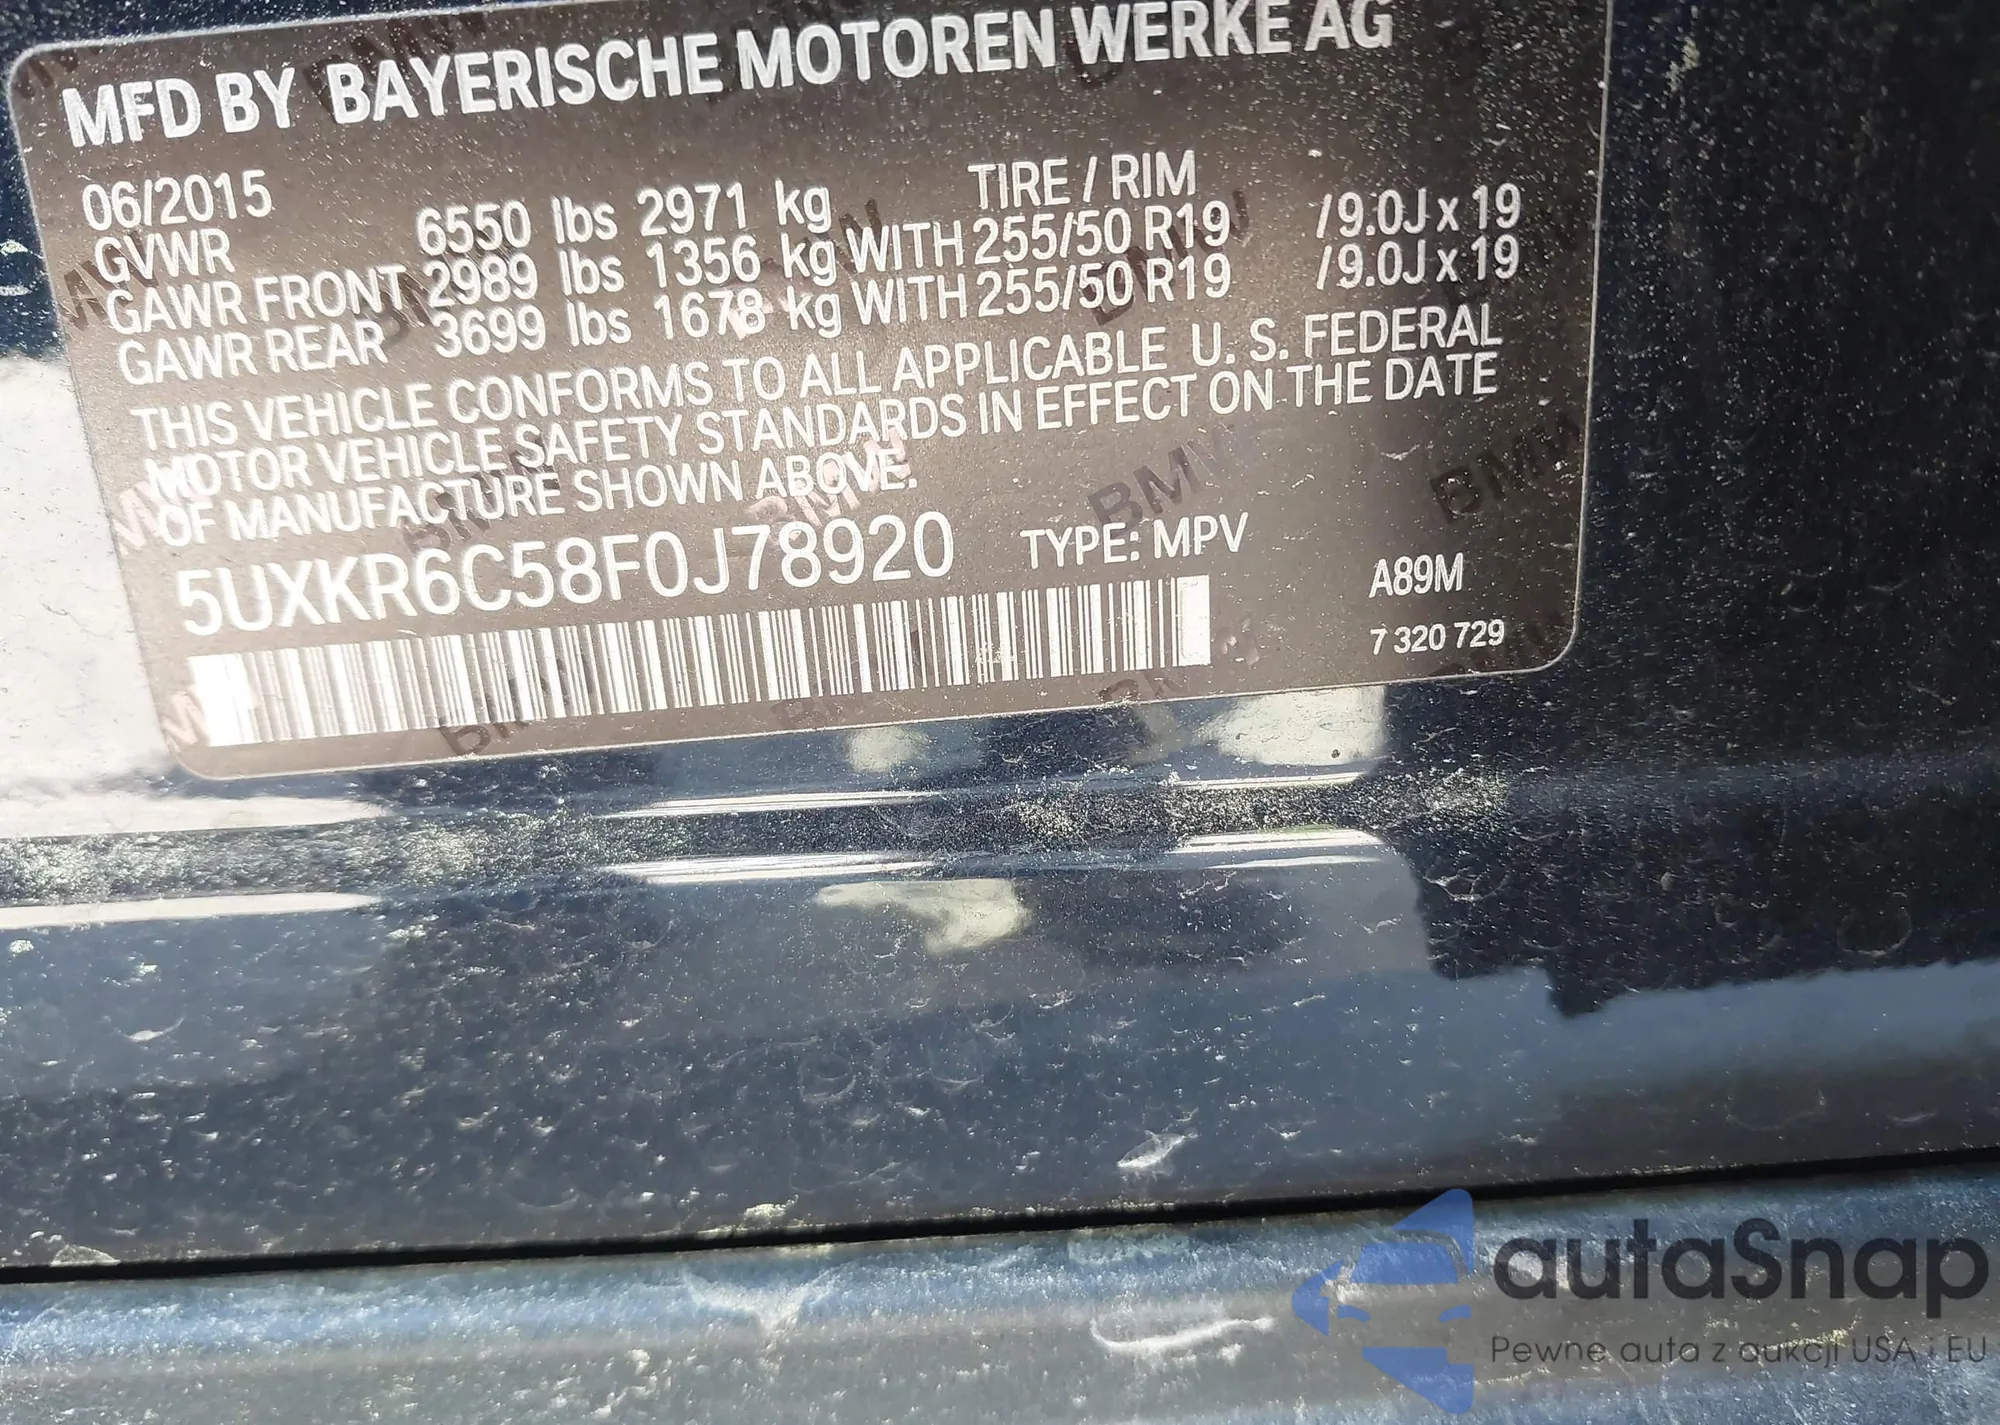 MFD BY BAYERISCHE MOTOREN WERKE AG
06/2015 TIRE / RIM
GVWR 6550 lbs 2971 kg
GAWR FRONT 2989 lbs 1356 kg WITH 255/50 R19 /9.0J x 19
GAWR REAR 3699 lbs 1678 kg WITH 255/50 R19 /9.0J x 19
THIS VEHICLE CONFORMS TO ALL APPLICABLE U. S. FEDERAL
MOTOR VEHICLE SAFETY STANDARDS IN EFFECT ON THE DATE
OF MANUFACTURE SHOWN ABOVE.
5UXKR6C58F0J78920 TYPE: MPV
A89M
7 320 729
autaSnap
Pewne auta z aukcji USA i EU